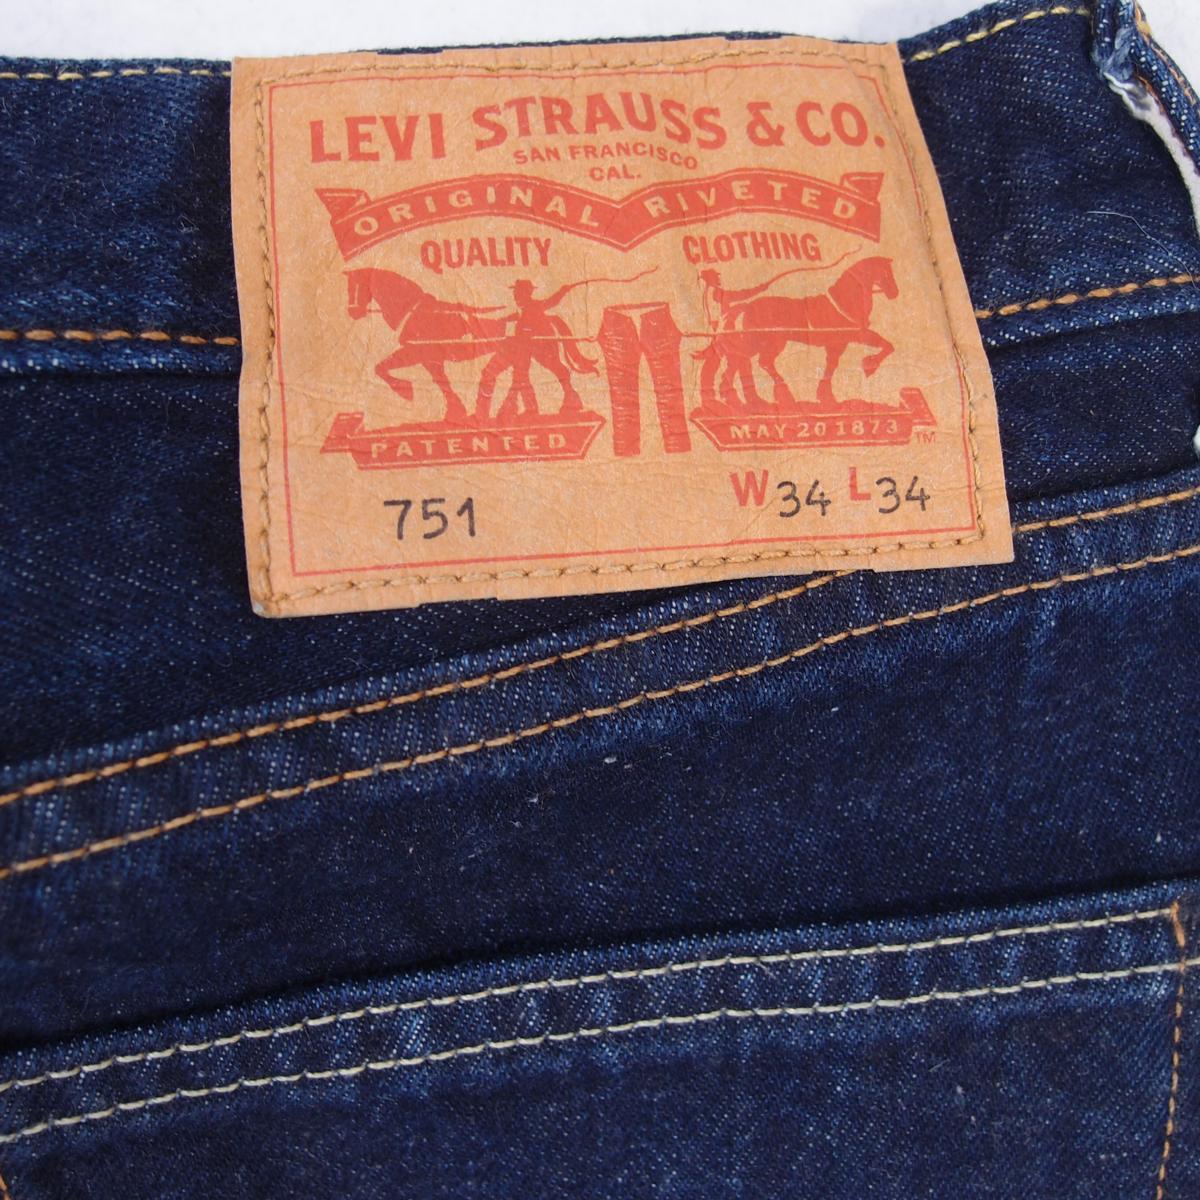 LEVI STRAUSS & CO.
SAN FRANCISCO
CAL.
ORIGINAL RIVETED
QUALITY CLOTHING
PATENTED MAY 20 1873 TM
751 W34 L34